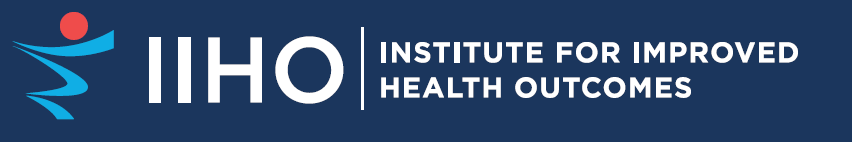 IIHO
INSTITUTE FOR IMPROVED
HEALTH OUTCOMES